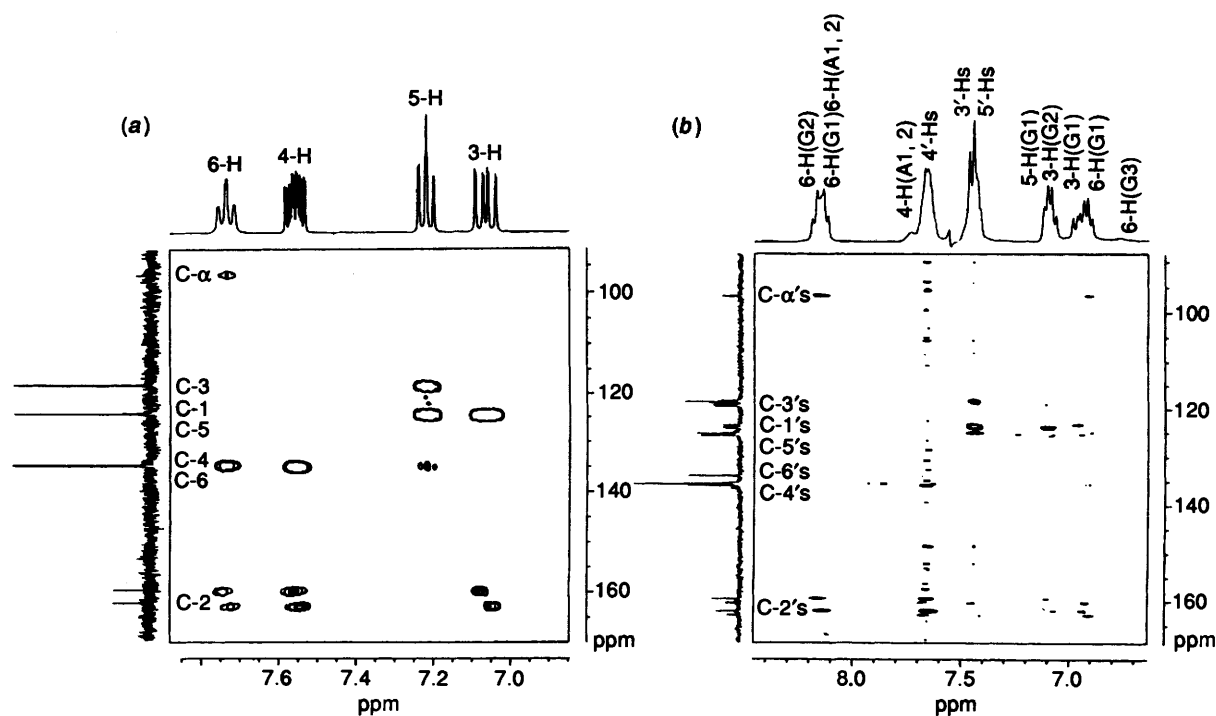 (a)
6-H
4-H
5-H
3-H
C-α
C-3
C-1
C-5
C-4
C-6
C-2
100
120
140
160
ppm
7.6
7.4
7.2
7.0
ppm
(b)
6-H(G2)
6-H(G1)6-H(A1, 2)
4-H(A1, 2)
4′-Hs
3′-Hs
5′-Hs
5-H(G1)
3-H(G2)
3-H(G1)
6-H(G1)
6-H(G3)
C-α's
C-3's
C-1's
C-5's
C-6's
C-4's
C-2's
100
120
140
160
ppm
8.0
7.5
7.0
ppm